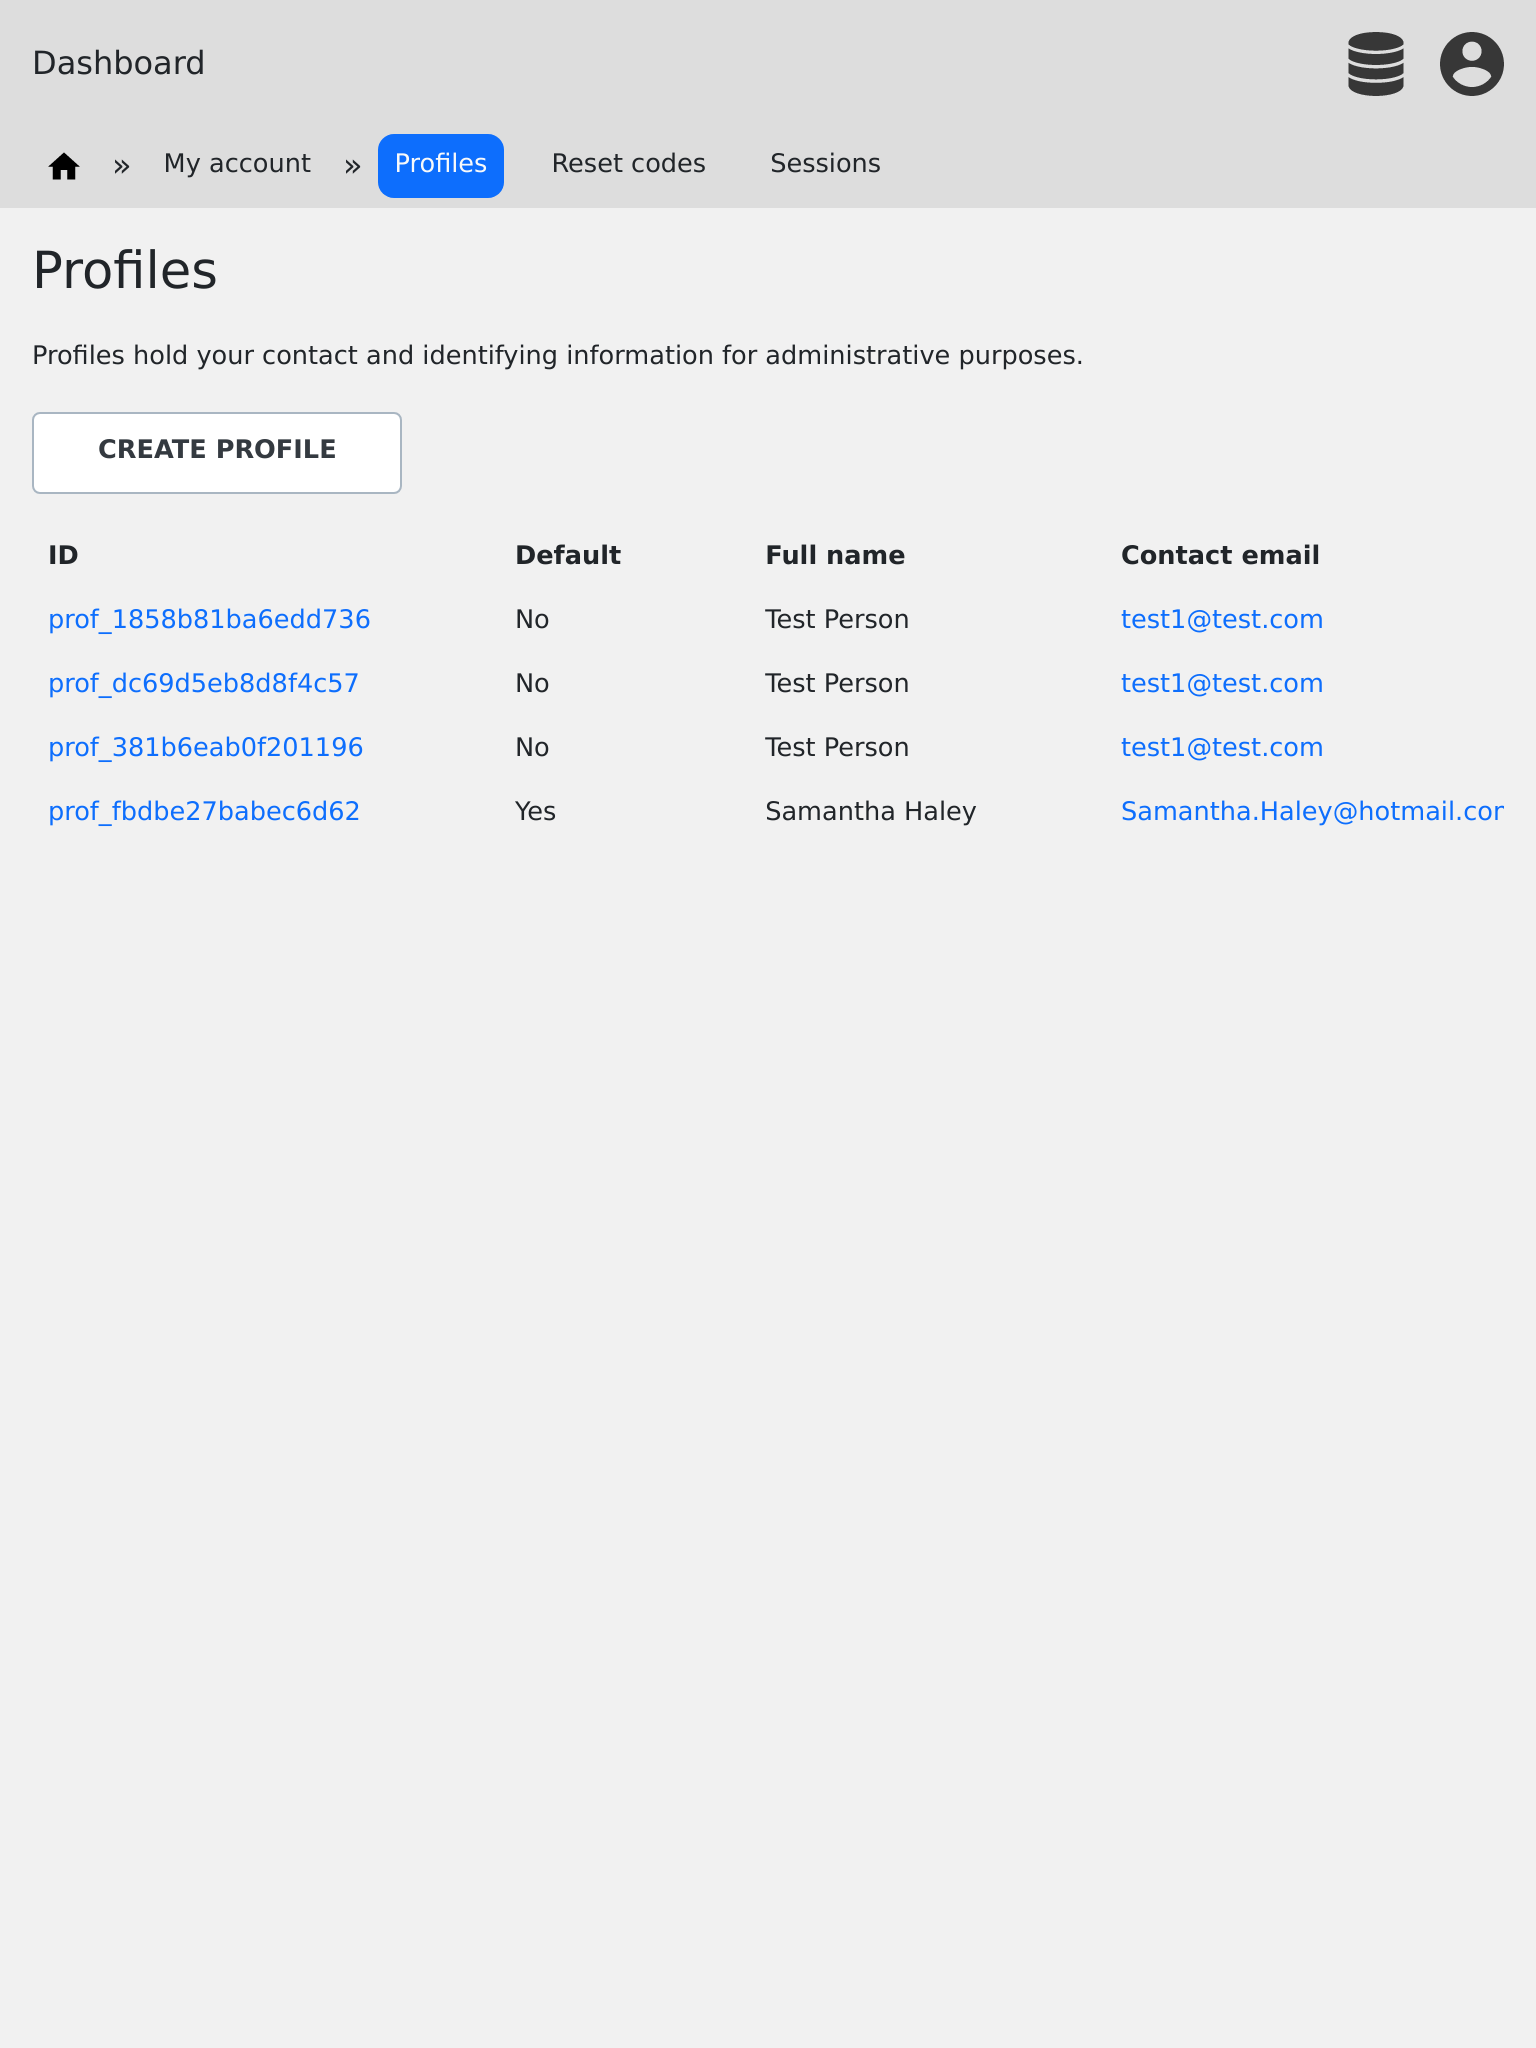 Dashboard
» My account » Profiles Reset codes Sessions
Profiles
Profiles hold your contact and identifying information for administrative purposes.
CREATE PROFILE
ID Default Full name Contact email
prof_1858b81ba6edd736 No Test Person test1@test.com
prof_dc69d5eb8d8f4c57 No Test Person test1@test.com
prof_381b6eab0f201196 No Test Person test1@test.com
prof_fbdbe27babec6d62 Yes Samantha Haley Samantha.Haley@hotmail.cor